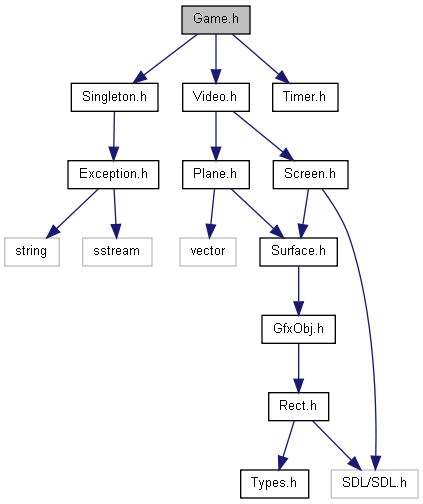 Game.h
Singleton.h
Video.h
Timer.h
Exception.h
Plane.h
Screen.h
string
sstream
vector
Surface.h
GfxObj.h
Rect.h
Types.h
SDL/SDL.h